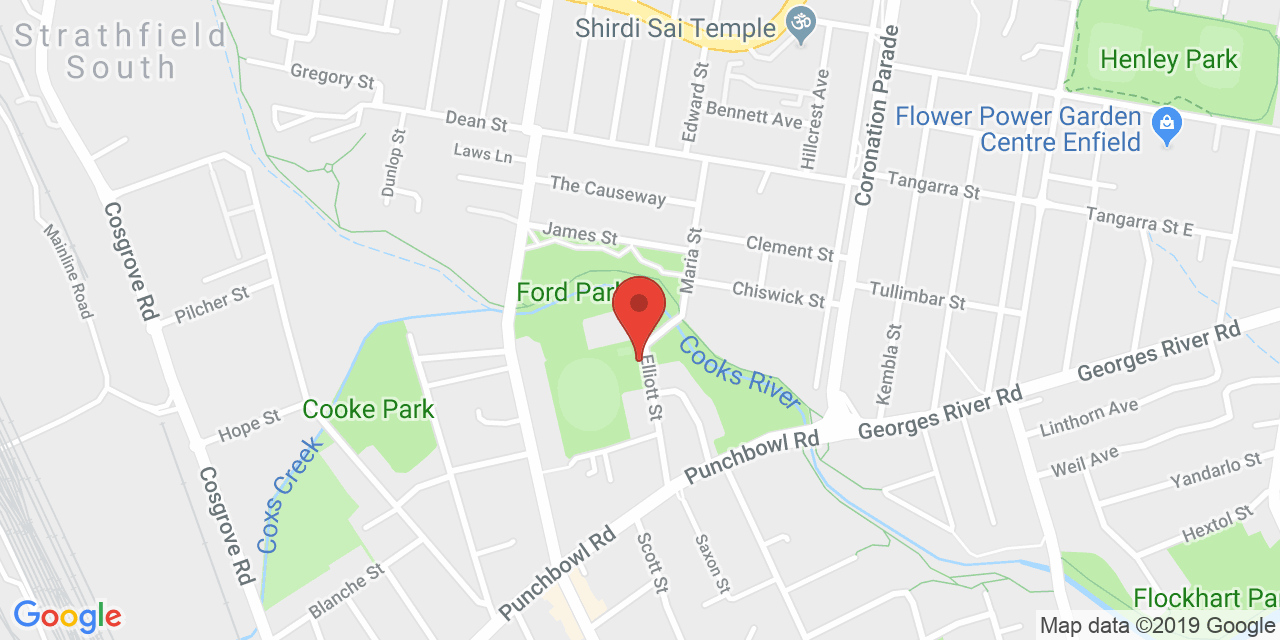 Strathfield
South
Shirdi Sai Temple
Henley Park
Gregory St
Edward St
Bennett Ave
Hillcrest Ave
Coronation Parade
Flower Power Garden
Centre Enfield
Dean St
Laws Ln
Dunlop St
The Causeway
Tangarra St
Tangarra St E
James St
Maria St
Clement St
Mainline Road
Cosgrove Rd
Pilcher St
Ford Park
Chiswick St
Tullimbar St
Kembla St
Georges River Rd
Cooks River
Elliott St
Cooke Park
Hope St
Georges River Rd
Linthorn Ave
Weil Ave
Yandarlo St
Hextol St
Punchbowl Rd
Coxs Creek
Cosgrove Rd
Punchbowl Rd
Scott St
Saxon St
Blanche St
Flockhart Par
Google
Map data ©2019 Google